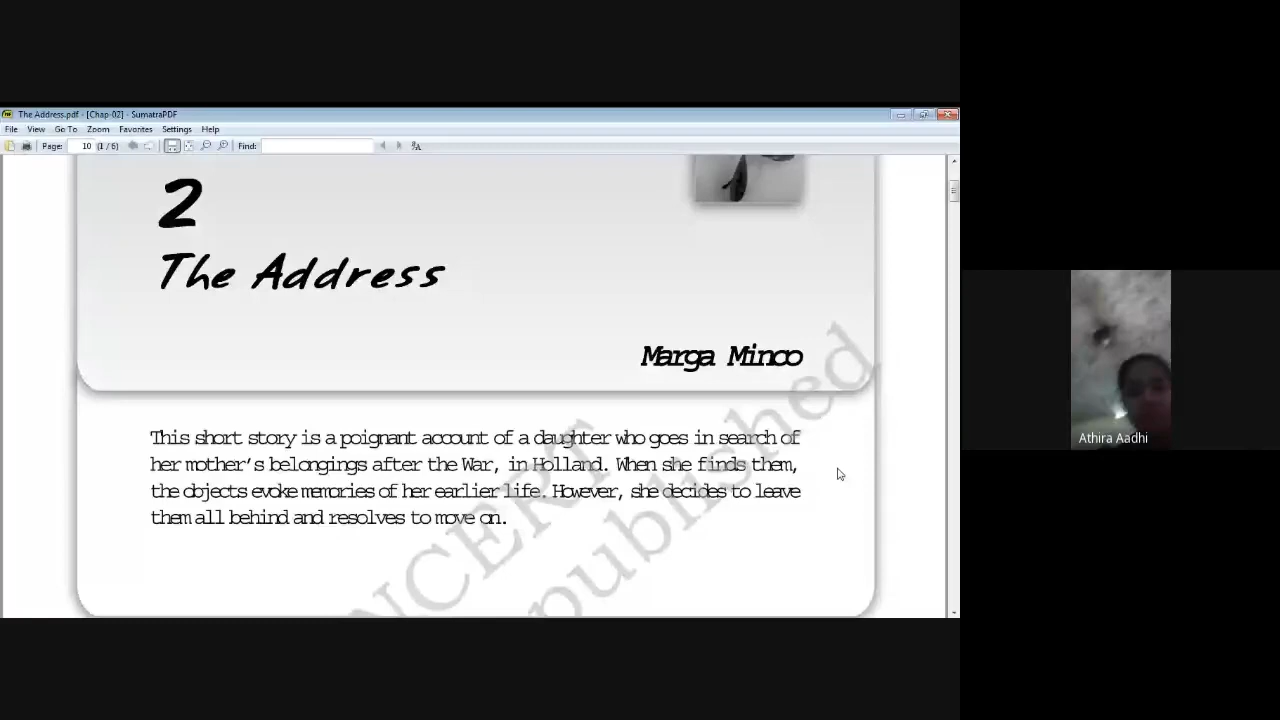 The Address.pdf - [Chap-02] - SumatraPDF
File View Go To Zoom Favorites Settings Help
Page: 10 (1 / 6) Find:
2
The Address
Marga Minco
This short story is a poignant account of a daughter who goes in search of
her mother's belongings after the War, in Holland. When she finds them,
the objects evoke memories of her earlier life. However, she decides to leave
them all behind and resolves to move on.
NCERT
published
Athira Aadhi